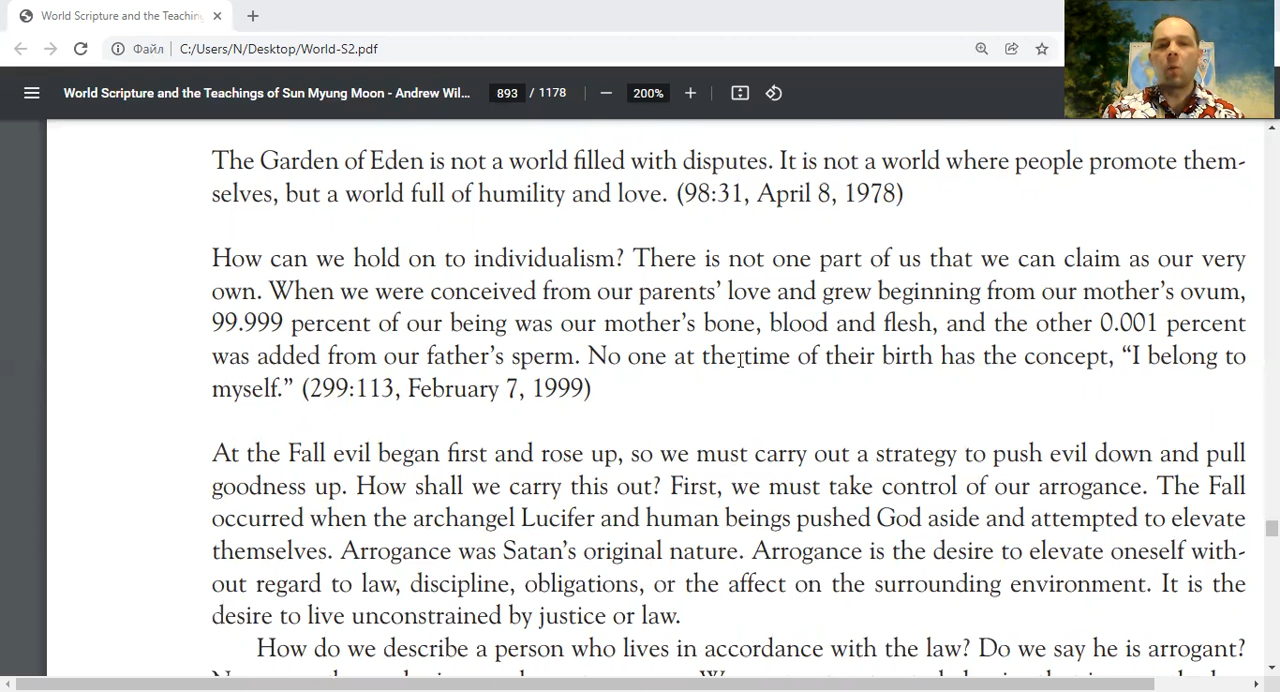 World Scripture and the Teachin
Файл
C:/Users/N/Desktop/World-S2.pdf
World Scripture and the Teachings of Sun Myung Moon - Andrew Wil...
893 / 1178
200%
The Garden of Eden is not a world filled with disputes. It is not a world where people promote them-
selves, but a world full of humility and love. (98:31, April 8, 1978)
How can we hold on to individualism? There is not one part of us that we can claim as our very
own. When we were conceived from our parents’ love and grew beginning from our mother’s ovum,
99.999 percent of our being was our mother’s bone, blood and flesh, and the other 0.001 percent
was added from our father’s sperm. No one at the time of their birth has the concept, “I belong to
myself.” (299:113, February 7, 1999)
At the Fall evil began first and rose up, so we must carry out a strategy to push evil down and pull
goodness up. How shall we carry this out? First, we must take control of our arrogance. The Fall
occurred when the archangel Lucifer and human beings pushed God aside and attempted to elevate
themselves. Arrogance was Satan’s original nature. Arrogance is the desire to elevate oneself with-
out regard to law, discipline, obligations, or the affect on the surrounding environment. It is the
desire to live unconstrained by justice or law.
How do we describe a person who lives in accordance with the law? Do we say he is arrogant?